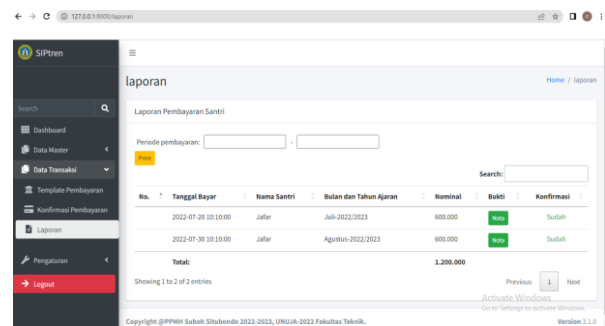 127.0.0.1:8000/laporan
SIPtren
laporan
Home / laporan
Search
Laporan Pembayaran Santri
Dashboard
Data Master
Periode pembayaran: -
Print
Data Transaksi
Search:
Template Pembayaran
No. Tanggal Bayar Nama Santri Bulan dan Tahun Ajaran Nominal Bukti Konfirmasi
Konfirmasi Pembayaran
2022-07-20 10:10:00 Jafar Juli-2022/2023 600.000 Nota Sudah
Laporan
2022-07-30 10:10:00 Jafar Agustus-2022/2023 600.000 Nota Sudah
Pengaturan
Total: 1.200.000
Logout
Showing 1 to 2 of 2 entries
Previous 1 Next
Activate Windows
Go to Settings to activate Windows.
Copyright @PPMH Suboh Situbondo 2022-2023, UNUJA-2022 Fakultas Teknik.
Version 3.1.0